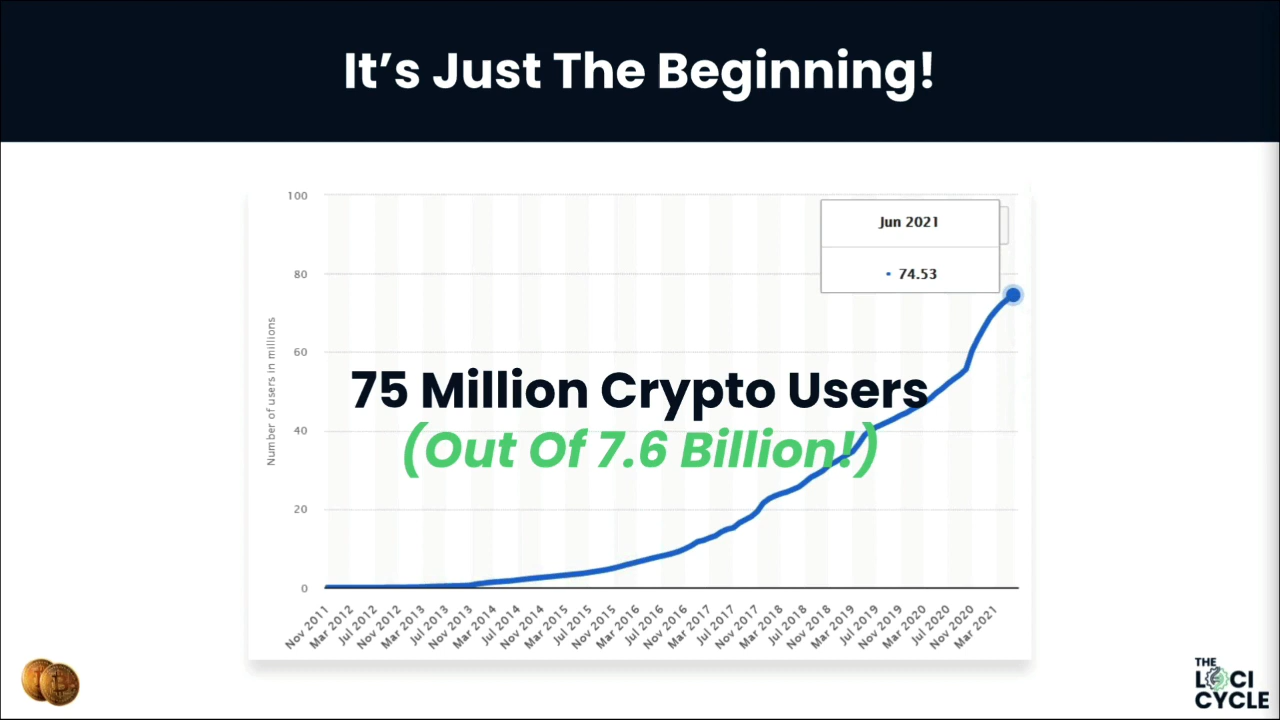 It's Just The Beginning!
100
80
60
40
20
0
Number of users in millions
Jun 2021
74.53
75 Million Crypto Users
(Out Of 7.6 Billion!)
Nov 2011
Mar 2012
Jul 2012
Nov 2012
Mar 2013
Jul 2013
Nov 2013
Mar 2014
Jul 2014
Nov 2014
Mar 2015
Jul 2015
Nov 2015
Mar 2016
Jul 2016
Nov 2016
Mar 2017
Jul 2017
Nov 2017
Mar 2018
Jul 2018
Nov 2018
Mar 2019
Jul 2019
Nov 2019
Mar 2020
Jul 2020
Nov 2020
Mar 2021
THE
LOCI
CYCLE